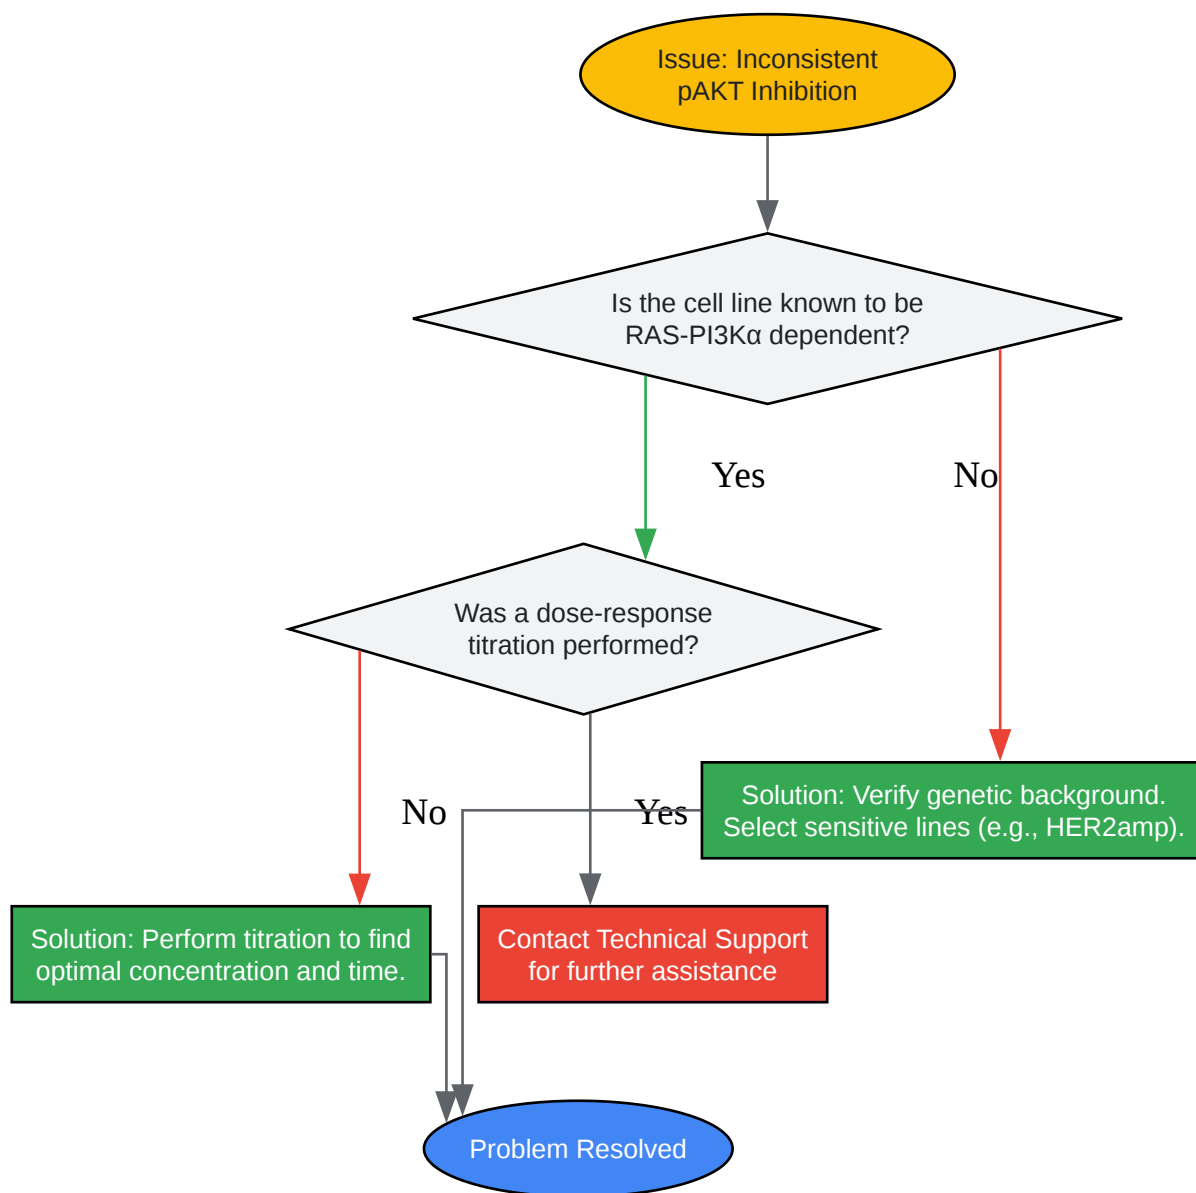 Issue: Inconsistent
pAKT Inhibition
Is the cell line known to be
RAS-PI3Kα dependent?
Yes
No
Was a dose-response
titration performed?
No
Yes
Solution: Verify genetic background.
Select sensitive lines (e.g., HER2amp).
Solution: Perform titration to find
optimal concentration and time.
Contact Technical Support
for further assistance
Problem Resolved